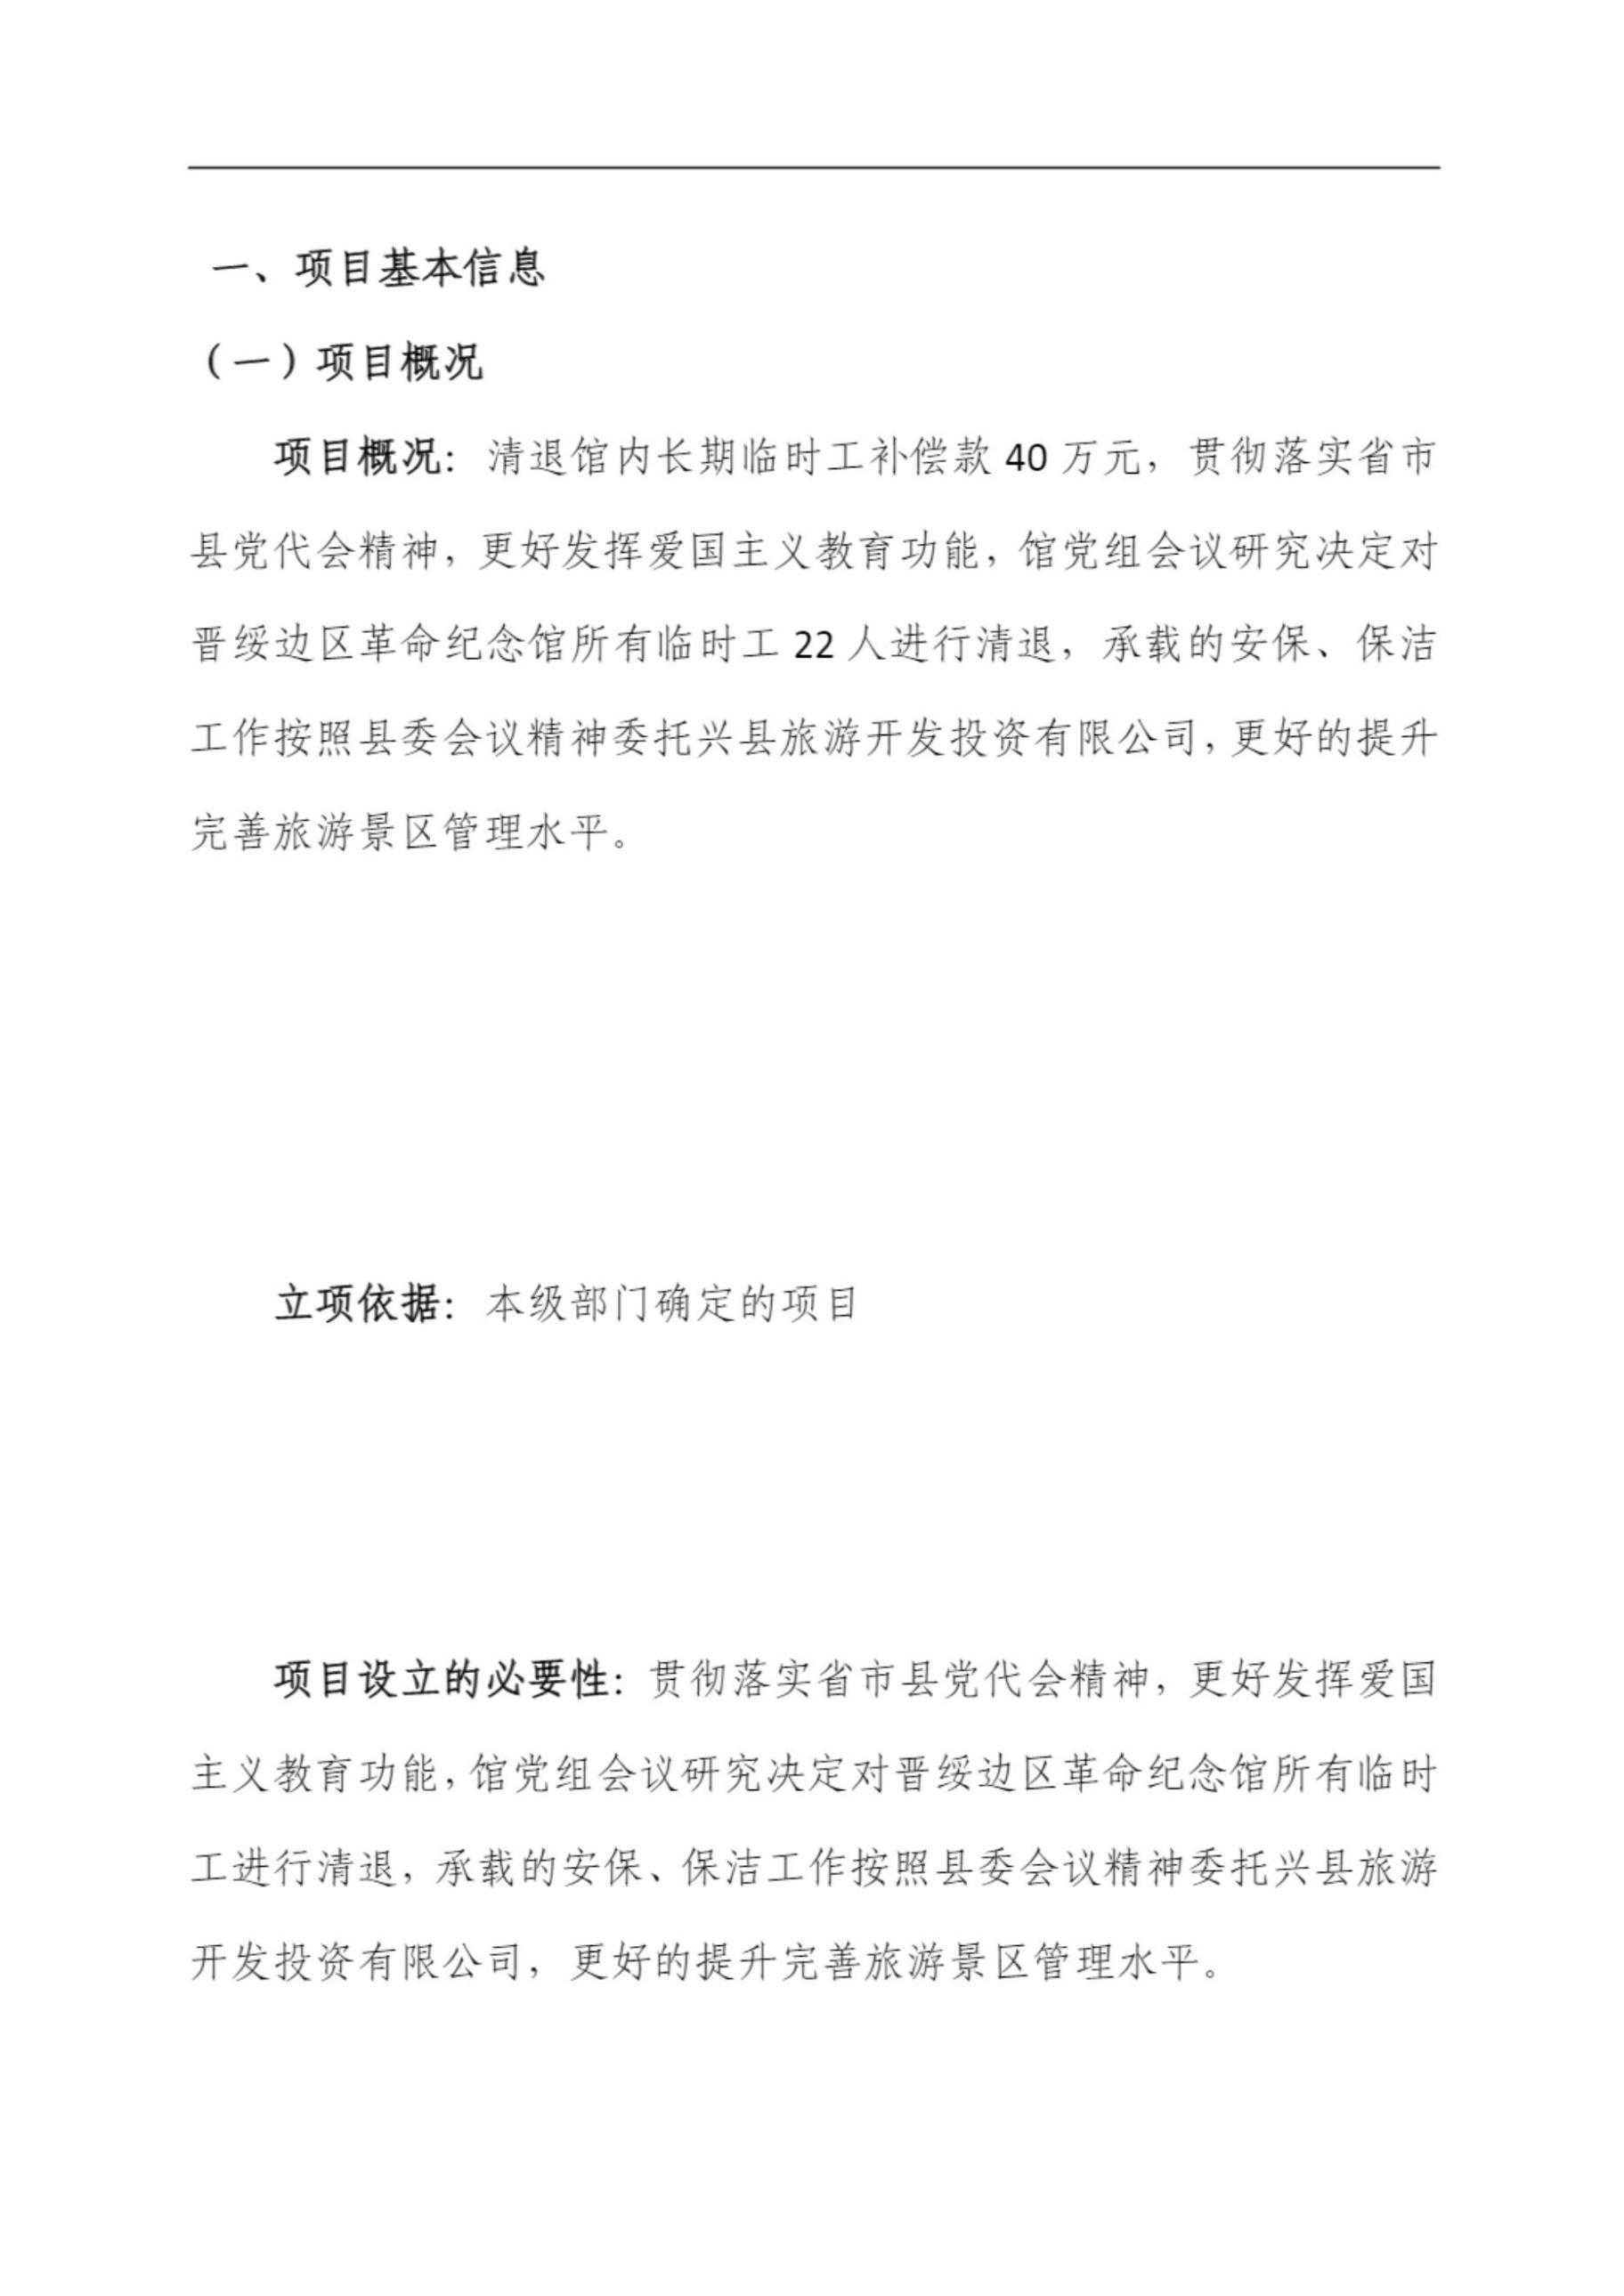 一、项目基本信息
（一）项目概况
项目概况：清退馆内长期临时工补偿款 40 万元，贯彻落实省市
县党代会精神，更好发挥爱国主义教育功能，馆党组会议研究决定对
晋绥边区革命纪念馆所有临时工 22 人进行清退，承载的安保、保洁
工作按照县委会议精神委托兴县旅游开发投资有限公司，更好的提升
完善旅游景区管理水平。
立项依据：本级部门确定的项目
项目设立的必要性：贯彻落实省市县党代会精神，更好发挥爱国
主义教育功能，馆党组会议研究决定对晋绥边区革命纪念馆所有临时
工进行清退，承载的安保、保洁工作按照县委会议精神委托兴县旅游
开发投资有限公司，更好的提升完善旅游景区管理水平。